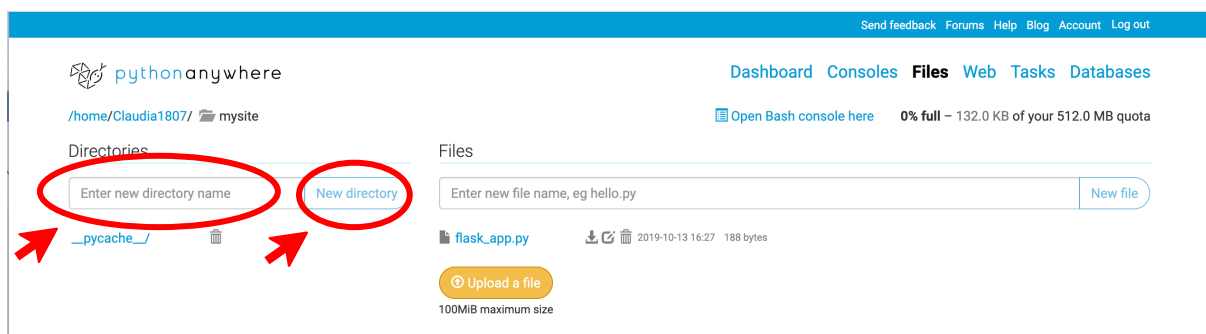 Send feedback Forums Help Blog Account Log out
pythonanywhere
Dashboard Consoles Files Web Tasks Databases
/home/Claudia1807/ mysite
Open Bash console here 0% full – 132.0 KB of your 512.0 MB quota
Directories
Files
Enter new directory name New directory
Enter new file name, eg hello.py New file
__pycache__/
flask_app.py 2019-10-13 16:27 188 bytes
Upload a file
100MiB maximum size